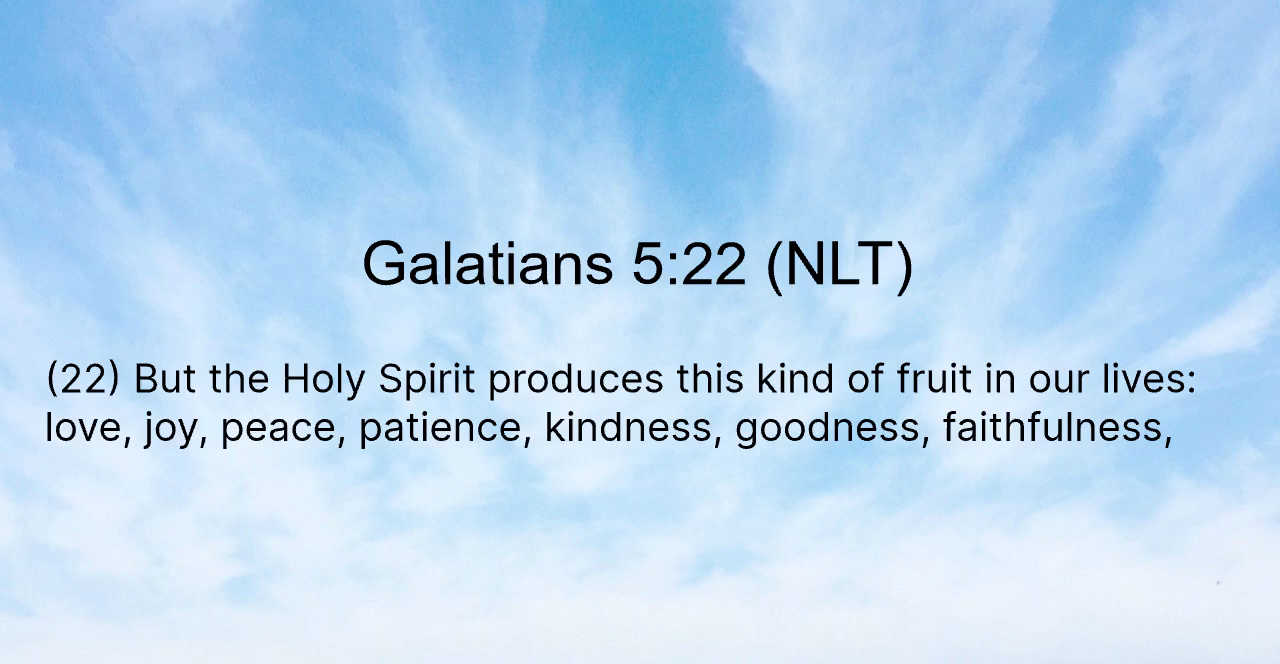 Galatians 5:22 (NLT)
(22) But the Holy Spirit produces this kind of fruit in our lives:
love, joy, peace, patience, kindness, goodness, faithfulness,